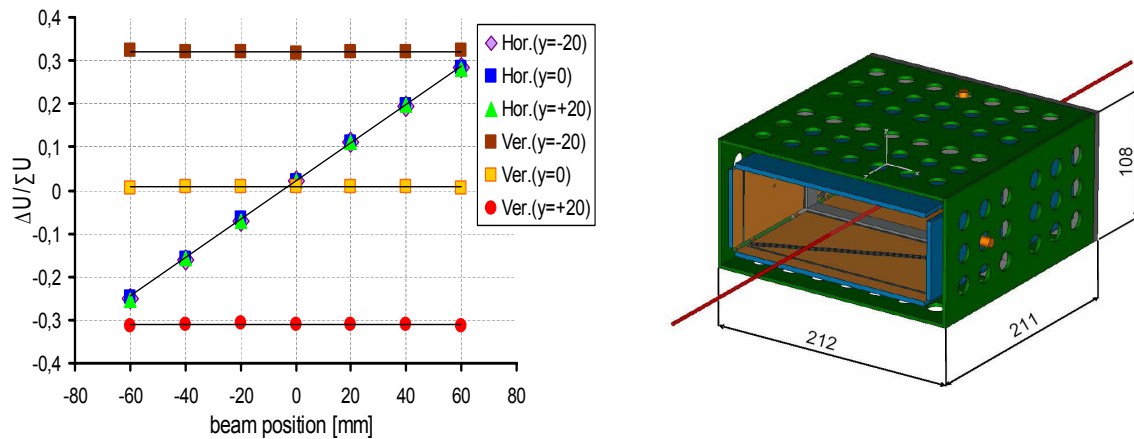 0,4
0,3
0,2
0,1
0
-0,1
-0,2
-0,3
-0,4
ΔU/∑U
-80 -60 -40 -20 0 20 40 60 80
beam position [mm]
Hor.(y=-20)
Hor.(y=0)
Hor.(y=+20)
Ver.(y=-20)
Ver.(y=0)
Ver.(y=+20)
y
z x
108
212
211